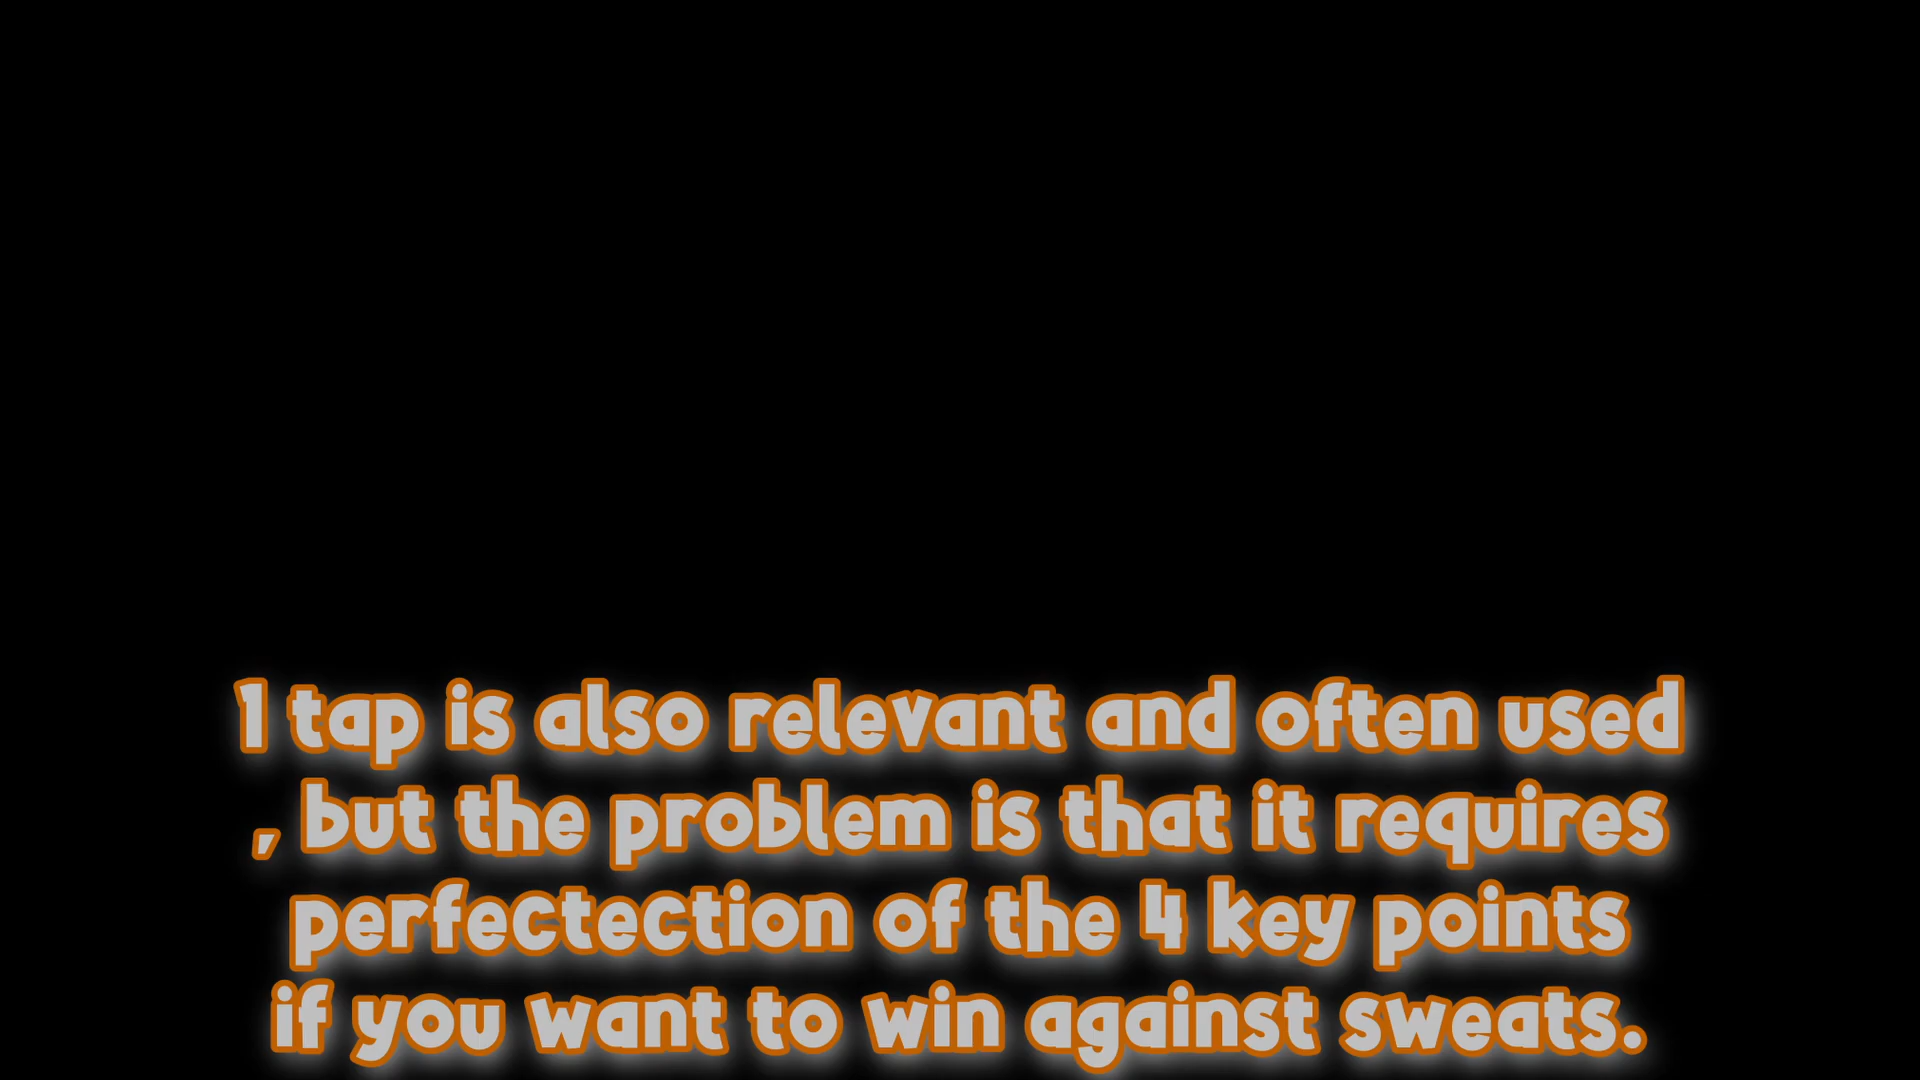 1 tap is also relevant and often used
, but the problem is that it requires
perfectection of the 4 key points
if you want to win against sweats.